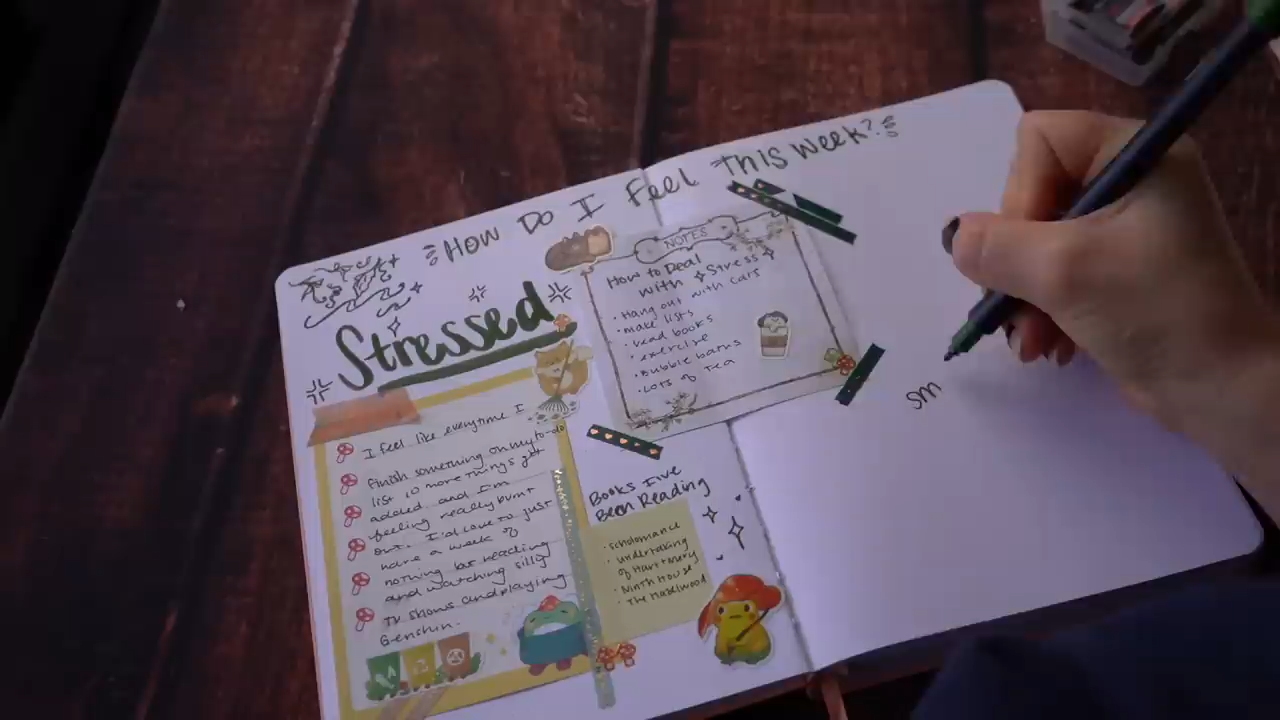 How Do I Feel This Week?
Stressed
I feel like everytime I
finish something on my to-do
list 10 more things get
added and I'm
feeling really burnt
out. I'd love to just
have a week of
nothing but reading
and watching silly
TV shows and playing
Genshin.
NOTES
How to Deal
with Stress
• Hang out with cats
• make lists
• read books
• exercise
• Bubble baths
• Lots of Tea
Books I've
Been Reading
• Scholomance
• undertaking
of Hart & Mercy
• Ninth House
• The Hazelwood
SM